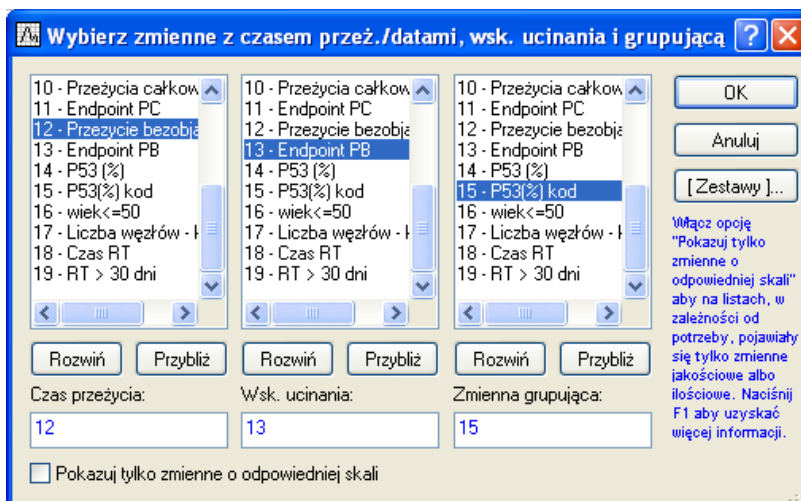 Wybierz zmienne z czasem przeż./datami, wsk. ucinania i grupującą
10 - Przeżycia całkow
11 - Endpoint PC
12 - Przezycie bezobja
13 - Endpoint PB
14 - P53 (%)
15 - P53(%) kod
16 - wiek<=50
17 - Liczba węzłów - k
18 - Czas RT
19 - RT > 30 dni
Rozwiń
Przybliż
Czas przeżycia:
12
10 - Przeżycia całkow
11 - Endpoint PC
12 - Przezycie bezobja
13 - Endpoint PB
14 - P53 (%)
15 - P53(%) kod
16 - wiek<=50
17 - Liczba węzłów - k
18 - Czas RT
19 - RT > 30 dni
Rozwiń
Przybliż
Wsk. ucinania:
13
10 - Przeżycia całkow
11 - Endpoint PC
12 - Przezycie bezobja
13 - Endpoint PB
14 - P53 (%)
15 - P53(%) kod
16 - wiek<=50
17 - Liczba węzłów - k
18 - Czas RT
19 - RT > 30 dni
Rozwiń
Przybliż
Zmienna grupująca:
15
OK
Anuluj
[ Zestawy ]...
Włącz opcję
"Pokazuj tylko
zmienne o
odpowiedniej skali"
aby na listach, w
zależności od
potrzeby, pojawiały
się tylko zmienne
jakościowe albo
ilościowe. Naciśnij
F1 aby uzyskać
więcej informacji.
Pokazuj tylko zmienne o odpowiedniej skali